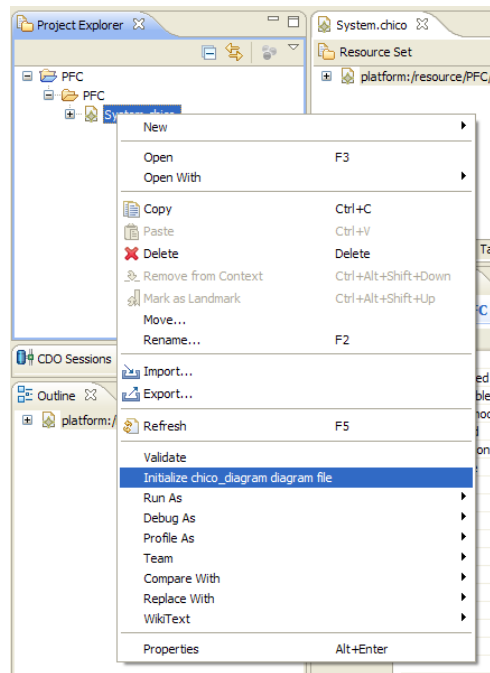 Project Explorer
System.chico
Resource Set
PFC
platform:/resource/PFC/
PFC
New
Open F3
Open With
Copy Ctrl+C
Paste Ctrl+V
Delete Delete
Remove from Context Ctrl+Alt+Shift+Down
Mark as Landmark Ctrl+Alt+Shift+Up
Move...
Rename... F2
CDO Sessions
Import...
Export...
Outline
platform:/
Refresh F5
Validate
Initialize chico_diagram diagram file
Run As
Debug As
Profile As
Team
Compare With
Replace With
WikiText
Properties Alt+Enter